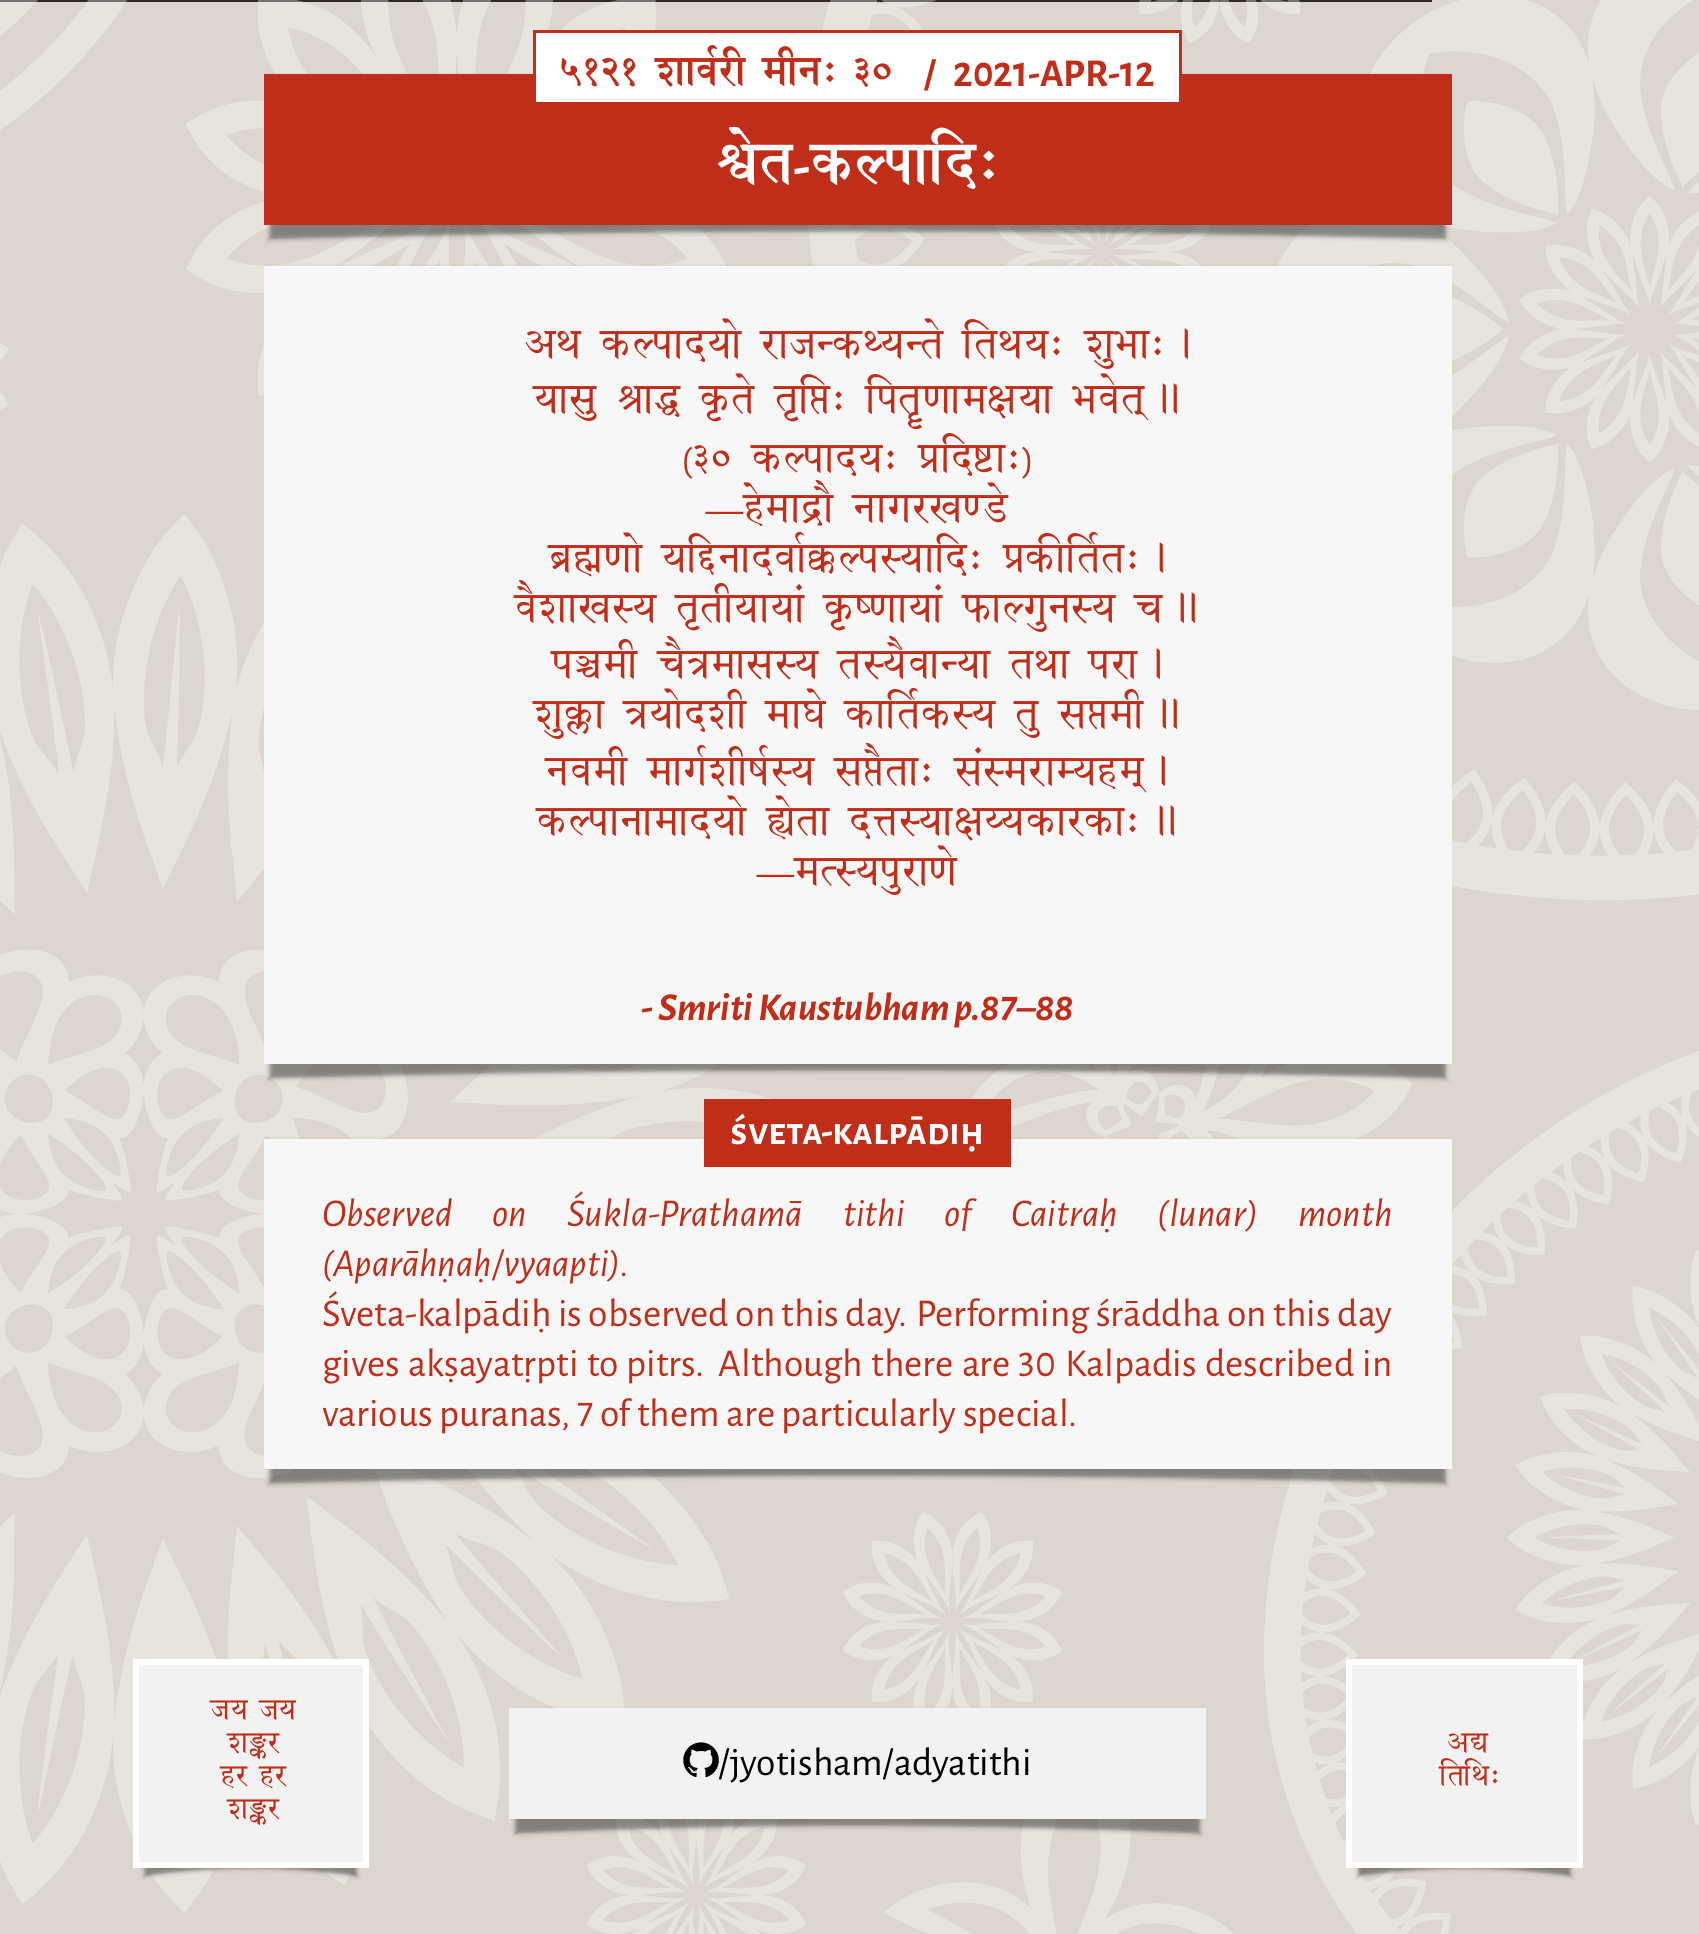 ५१२१ शार्वरी मीनः ३० / 2021-APR-12
श्वेत-कल्पादिः
अथ कल्पादयो राजन्कथ्यन्ते तिथयः शुभाः ।
यासु श्राद्धे कृते तृप्तिः पितॄणामक्षया भवेत् ॥
(३० कल्पादयः प्रदिष्टाः)
—हेमाद्रौ नागरखण्डे
ब्रह्मणो यद्दिनादर्वाक्कल्पस्यादिः प्रकीर्तितः ।
वैशाखस्य तृतीयायां कृष्णायां फाल्गुनस्य च ॥
पञ्चमी चैत्रमासस्य तस्यैवान्या तथा परा ।
शुक्ला त्रयोदशी माघे कार्तिकस्य तु सप्तमी ॥
नवमी मार्गशीर्षस्य सप्तैताः संस्मराम्यहम् ।
कल्पानामादयो ह्येता दत्तस्याक्षय्यकारकाः ॥
—मत्स्यपुराणे
- Smriti Kaustubham p.87–88
ŚVETA-KALPĀDIḤ
Observed on Śukla-Prathamā tithi of Caitraḥ (lunar) month
(Aparāhṇaḥ/vyaapti).
Śveta-kalpādiḥ is observed on this day. Performing śrāddha on this day
gives akṣayatṛpti to pitrs. Although there are 30 Kalpadis described in
various puranas, 7 of them are particularly special.
जय जय
शङ्कर
हर हर
शङ्कर
/jyotisham/adyatithi
अद्य
तिथिः